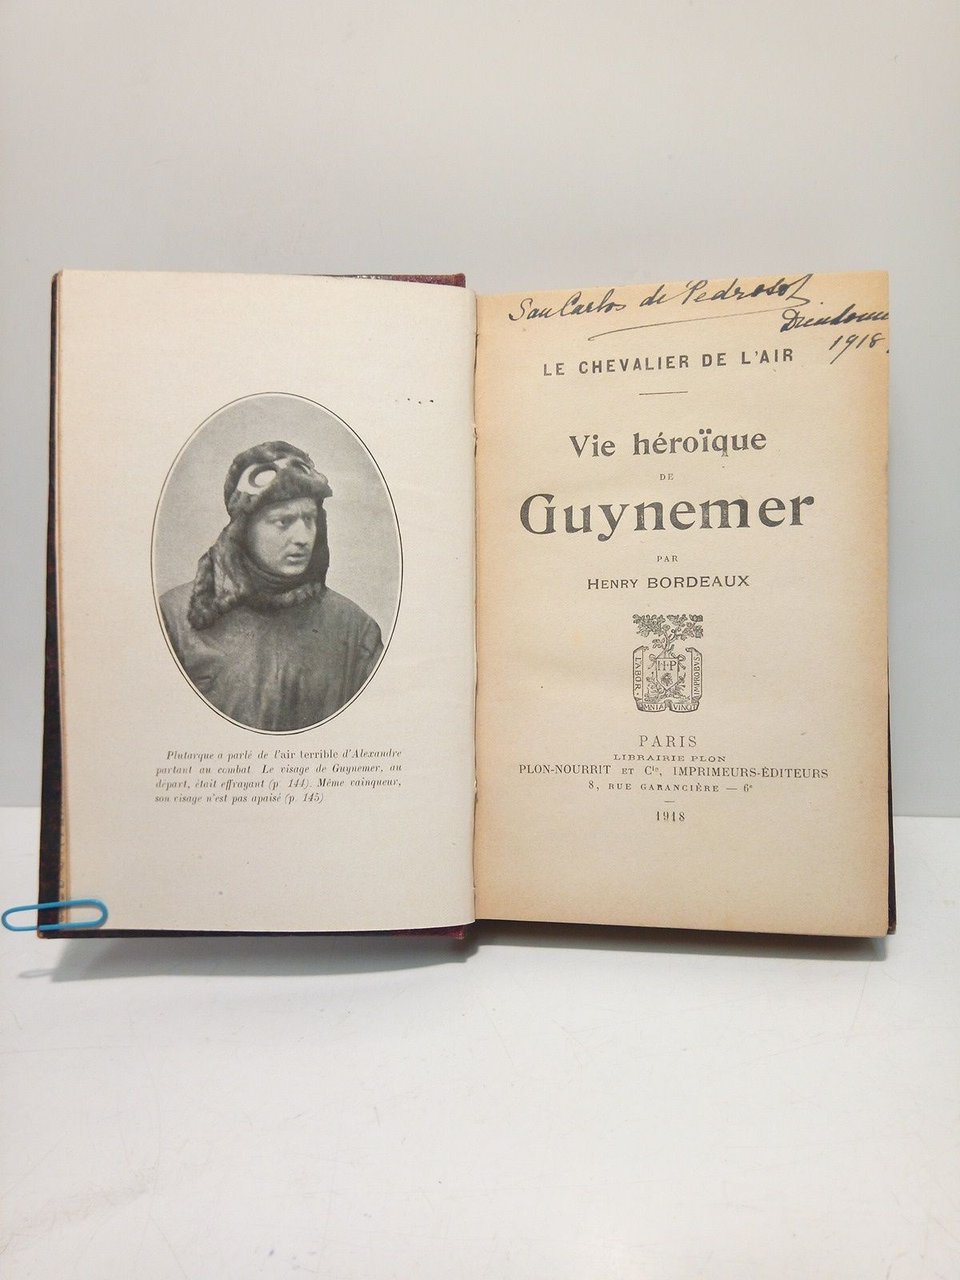 Plutarque a parlé de l'air terrible d'Alexandre
partant au combat. Le visage de Guynemer, au
départ, était effrayant (p. 144). Même vainqueur,
son visage n'est pas apaisé (p. 145)
San Carlos de
1918.
LE CHEVALIER DE L'AIR
Vie héroïque
DE
Guynemer
PAR
HENRY BORDEAUX
H·P
LABOR
OMNIA VINCIT
IMPROBVS
PARIS
LIBRAIRIE PLON
PLON-NOURRIT ET Cie, IMPRIMEURS-ÉDITEURS
8, RUE GARANCIÈRE — 6e
1918